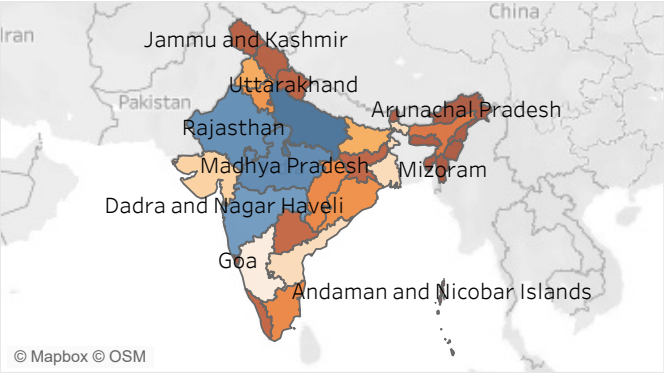 China
Iran
Jammu and Kashmir
Uttarakhand
Pakistan
Arunachal Pradesh
Rajasthan
Madhya Pradesh
Mizoram
Dadra and Nagar Haveli
Goa
Andaman and Nicobar Islands
© Mapbox © OSM